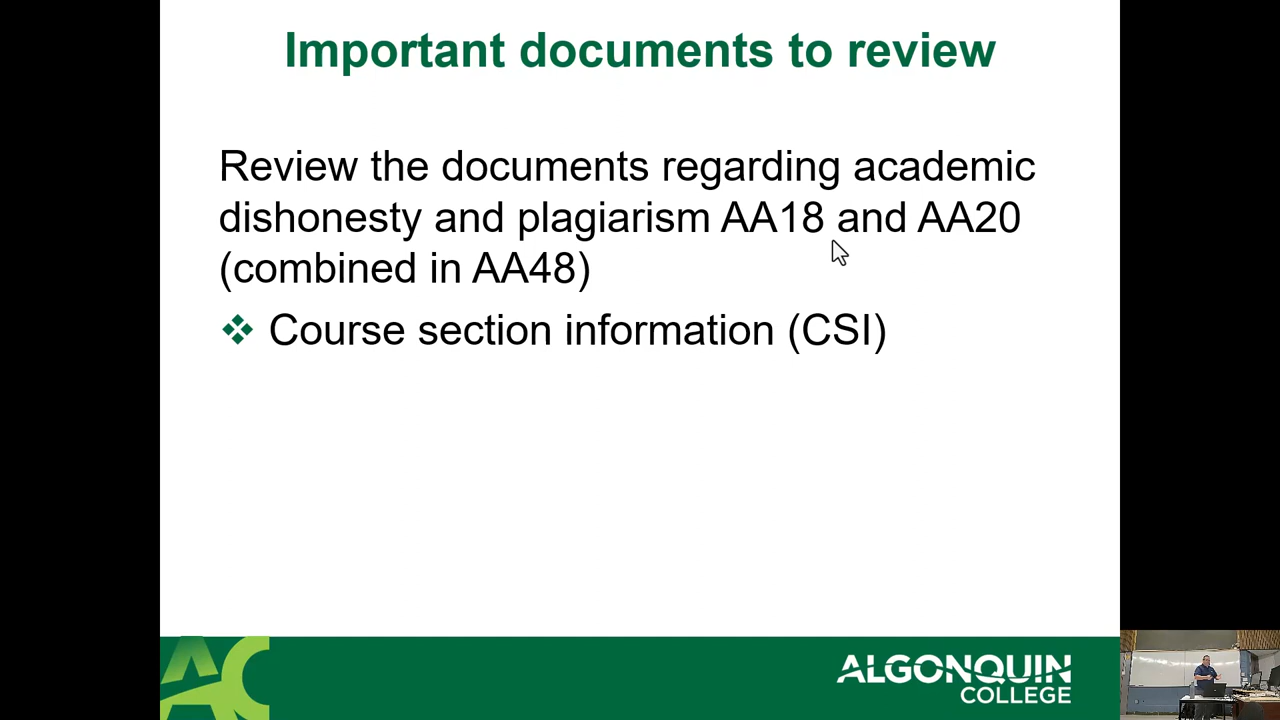 Important documents to review
Review the documents regarding academic
dishonesty and plagiarism AA18 and AA20
(combined in AA48)
Course section information (CSI)
AC
ALGONQUIN
COLLEGE